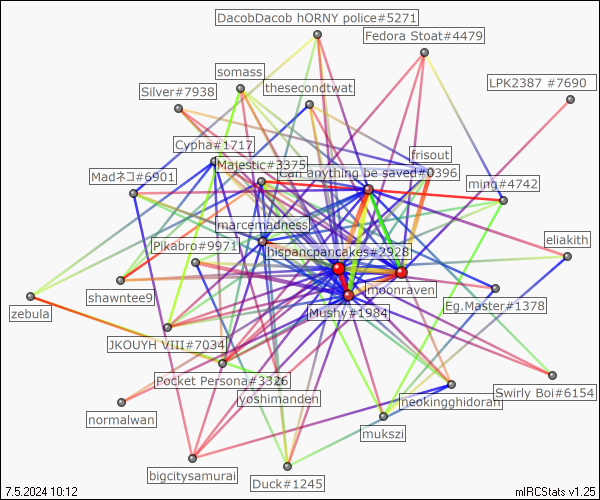 DacobDacob hORNY police#5271
Fedora Stoat#4479
somass
LPK2387 #7690
Silver#7938
thesecondtwat
Cypha#1717
frisout
Majestic#3375
Can anything be saved#0396
Madネコ#6901
ming#4742
marcemadness
eliakith
Pikabro#9971
hispancpancakes#2928
moonraven
shawntee9
Eg.Master#1378
zebula
Mushy#1984
JKOUYH VIII#7034
Pocket Persona#3326
Swirly Boi#6154
yoshimanden
neokingghidorah
normalwan
mukszi
bigcitysamurai
Duck#1245
7.5.2024 10:12
mIRCStats v1.25